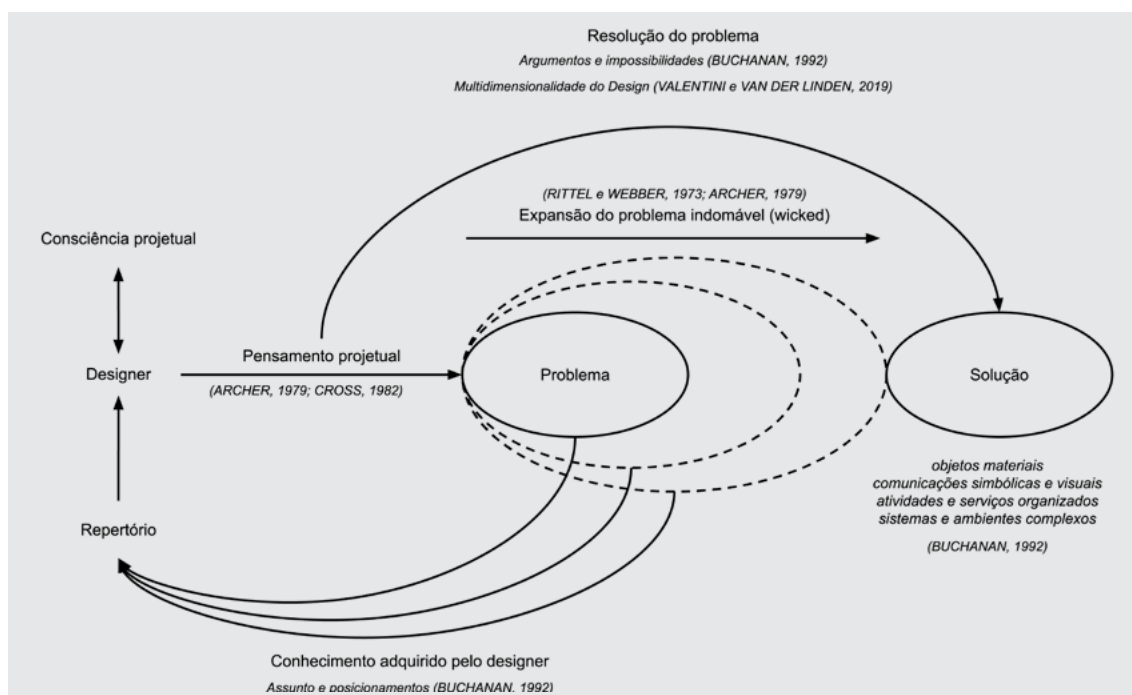 Resolução do problema
Argumentos e impossibilidades (BUCHANAN, 1992)
Multidimensionalidade do Design (VALENTINI e VAN DER LINDEN, 2019)
(RITTEL e WEBBER, 1973; ARCHER, 1979)
Expansão do problema indomável (wicked)
Consciência projetual
Pensamento projetual
Designer
(ARCHER, 1979; CROSS, 1982)
Problema
Solução
objetos materiais
comunicações simbólicas e visuais
atividades e serviços organizados
sistemas e ambientes complexos
(BUCHANAN, 1992)
Repertório
Conhecimento adquirido pelo designer
Assunto e posicionamentos (BUCHANAN, 1992)